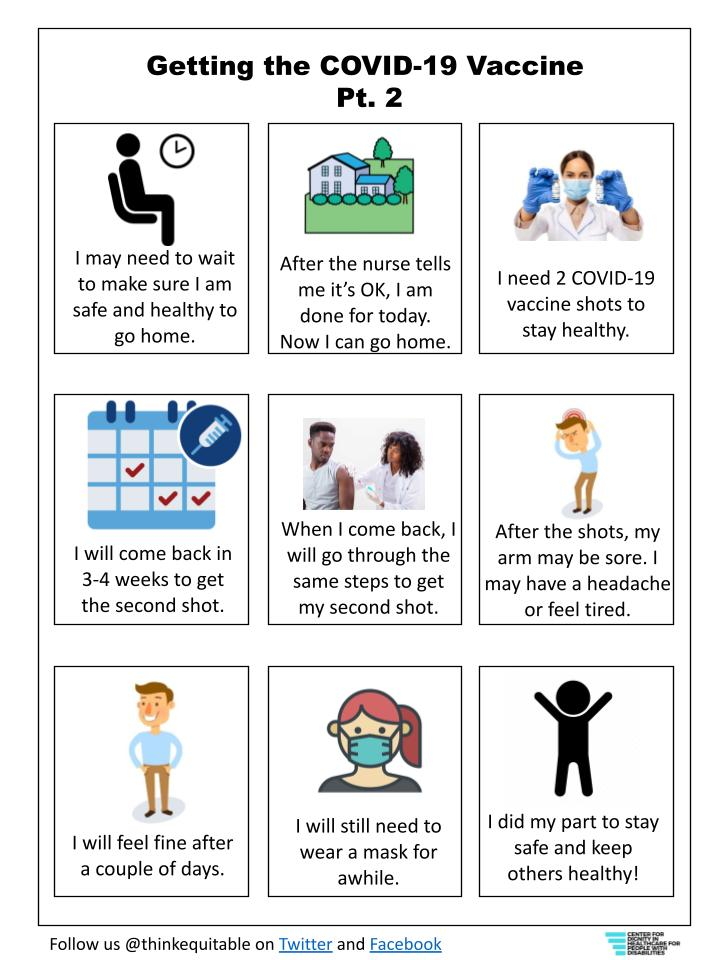 Getting the COVID-19 Vaccine
Pt. 2
I may need to wait
to make sure I am
safe and healthy to
go home.
After the nurse tells
me it’s OK, I am
done for today.
Now I can go home.
I need 2 COVID-19
vaccine shots to
stay healthy.
I will come back in
3-4 weeks to get
the second shot.
When I come back, I
will go through the
same steps to get
my second shot.
After the shots, my
arm may be sore. I
may have a headache
or feel tired.
I will feel fine after
a couple of days.
I will still need to
wear a mask for
awhile.
I did my part to stay
safe and keep
others healthy!
Follow us @thinkequitable on Twitter and Facebook
CENTER FOR
DIGNITY IN
HEALTHCARE FOR
PEOPLE WITH
DISABILITIES